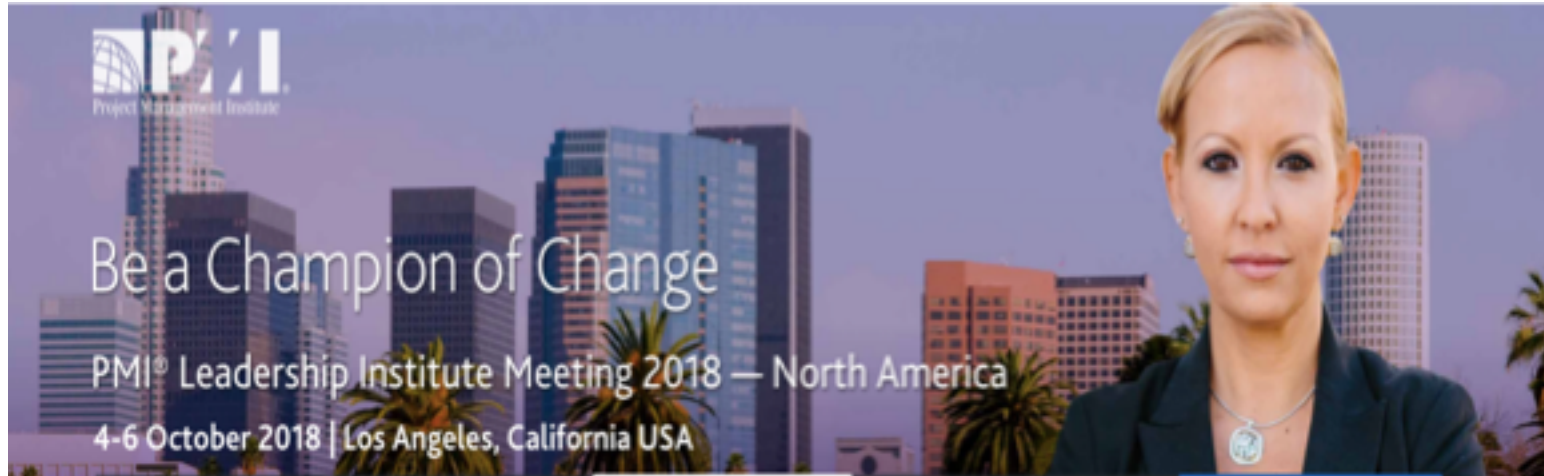 PMI®
Project Management Institute
Be a Champion of Change
PMI® Leadership Institute Meeting 2018 — North America
4-6 October 2018 | Los Angeles, California USA